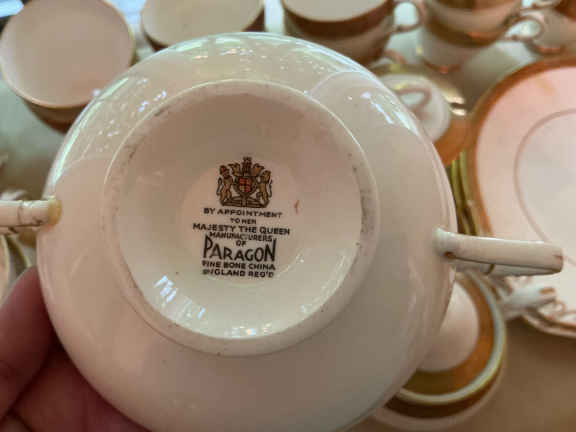 BY APPOINTMENT
TO HER
MAJESTY THE QUEEN
MANUFACTURERS
OF
PARAGON
FINE BONE CHINA
ENGLAND REG'D